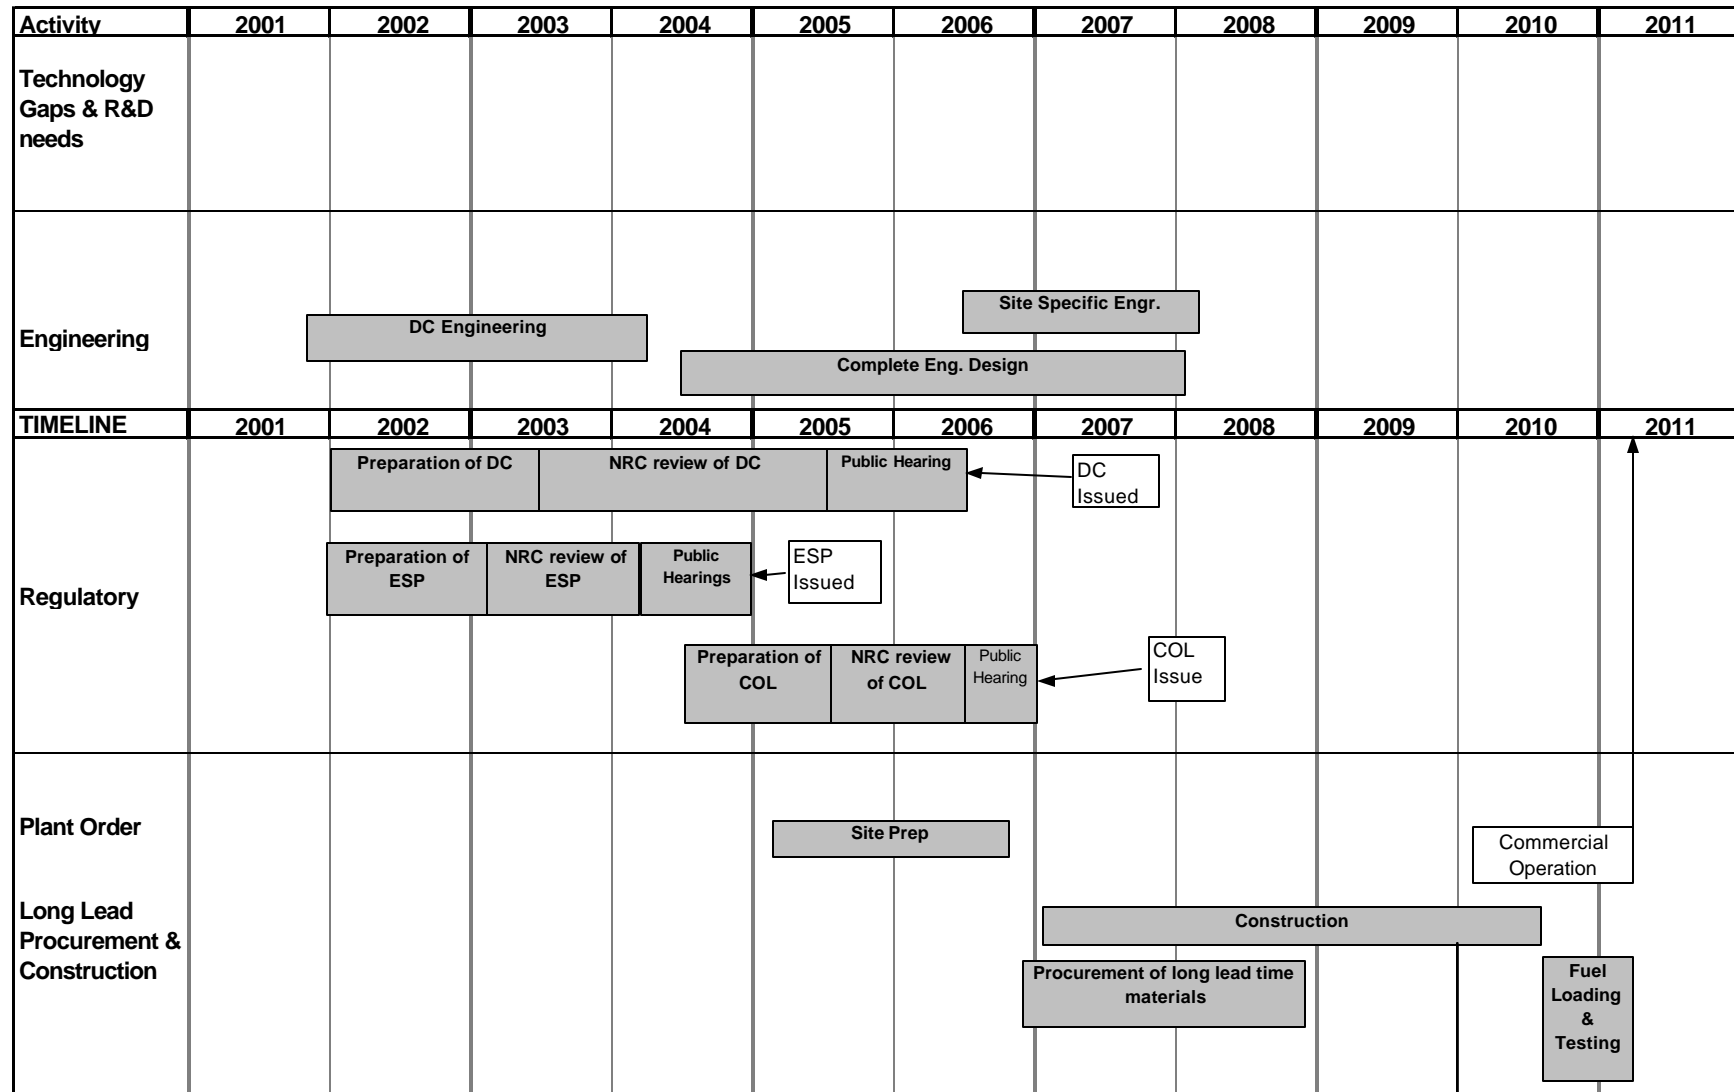 Activity 2001 2002 2003 2004 2005 2006 2007 2008 2009 2010 2011
Technology
Gaps & R&D
needs
Engineering
Site Specific Engr.
DC Engineering
Complete Eng. Design
TIMELINE 2001 2002 2003 2004 2005 2006 2007 2008 2009 2010 2011
Regulatory
Preparation of DC
NRC review of DC
Public Hearing
DC
Issued
Preparation of
ESP
NRC review of
ESP
Public
Hearings
ESP
Issued
Preparation of
COL
NRC review
of COL
Public
Hearing
COL
Issue
Plant Order
Site Prep
Commercial
Operation
Long Lead
Procurement &
Construction
Construction
Procurement of long lead time
materials
Fuel
Loading
&
Testing